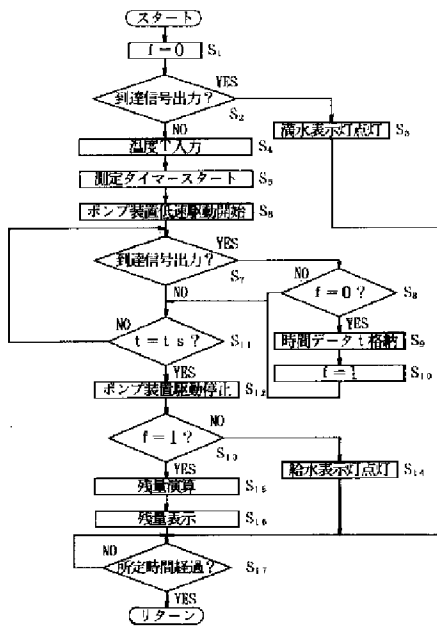 スタート
f=0 S₁
到達信号出力？ YES
S₂
NO
満水表示灯点灯 S₃
温度T入力 S₄
測定タイマースタート S₅
ポンプ装置低速駆動開始 S₆
到達信号出力？ YES
S₇
NO
NO f=0？ S₈
YES
時間データt格納 S₉
f=1 S₁₀
NO t=ts？ S₁₁
YES
ポンプ装置駆動停止 S₁₂
f=1？ NO
S₁₃
YES
給水表示灯点灯 S₁₄
残量演算 S₁₅
残量表示 S₁₆
NO
所定時間経過？ S₁₇
YES
リターン